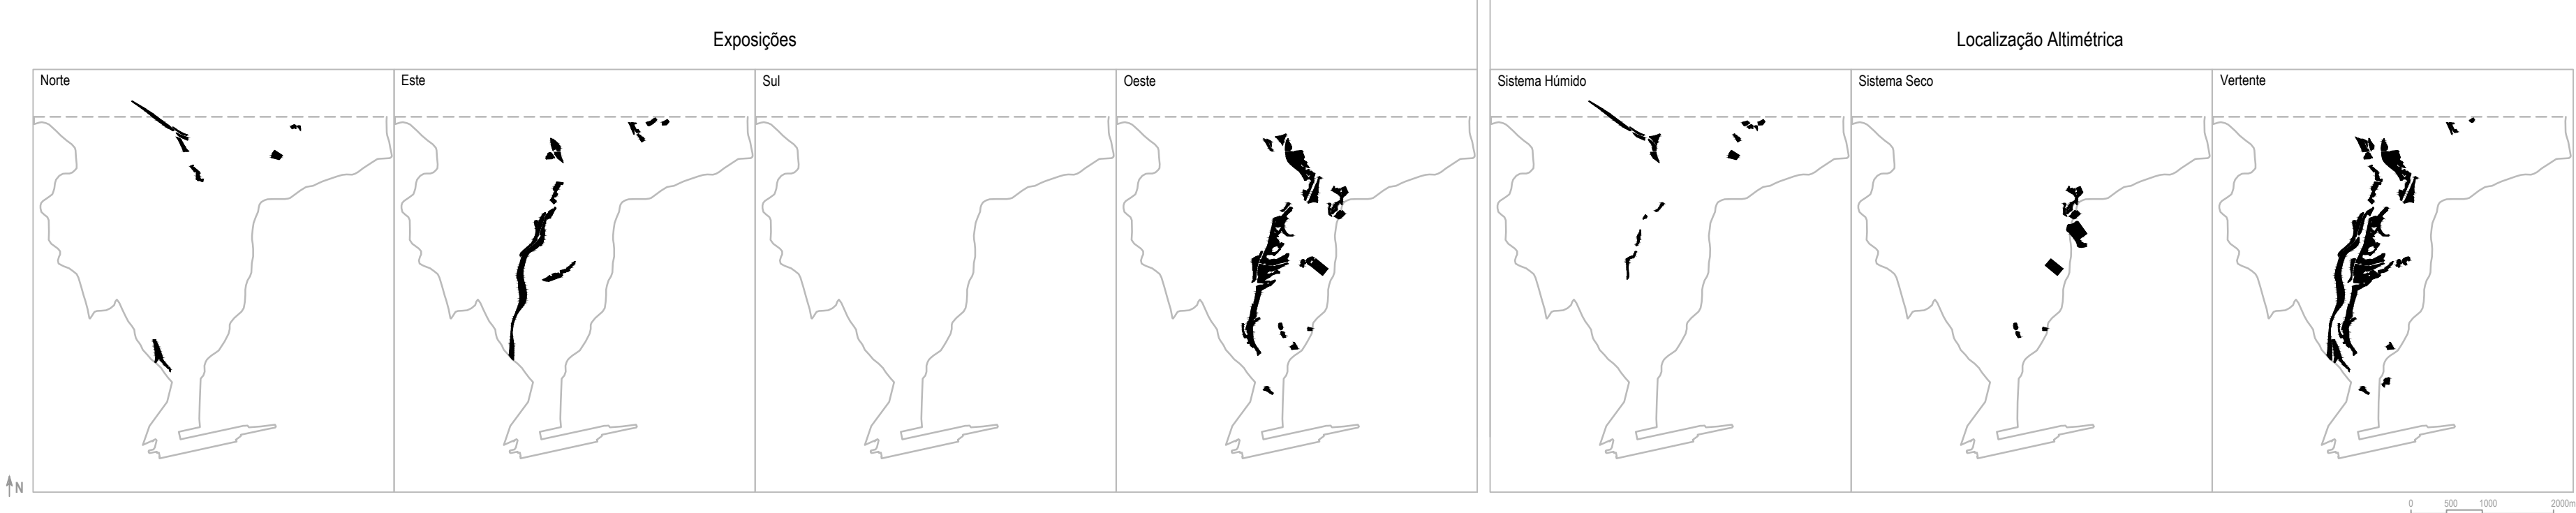 Exposições
Localização Altimétrica
Norte
Este
Sul
Oeste
Sistema Húmido
Sistema Seco
Vertente
N
0 500 1000 2000m